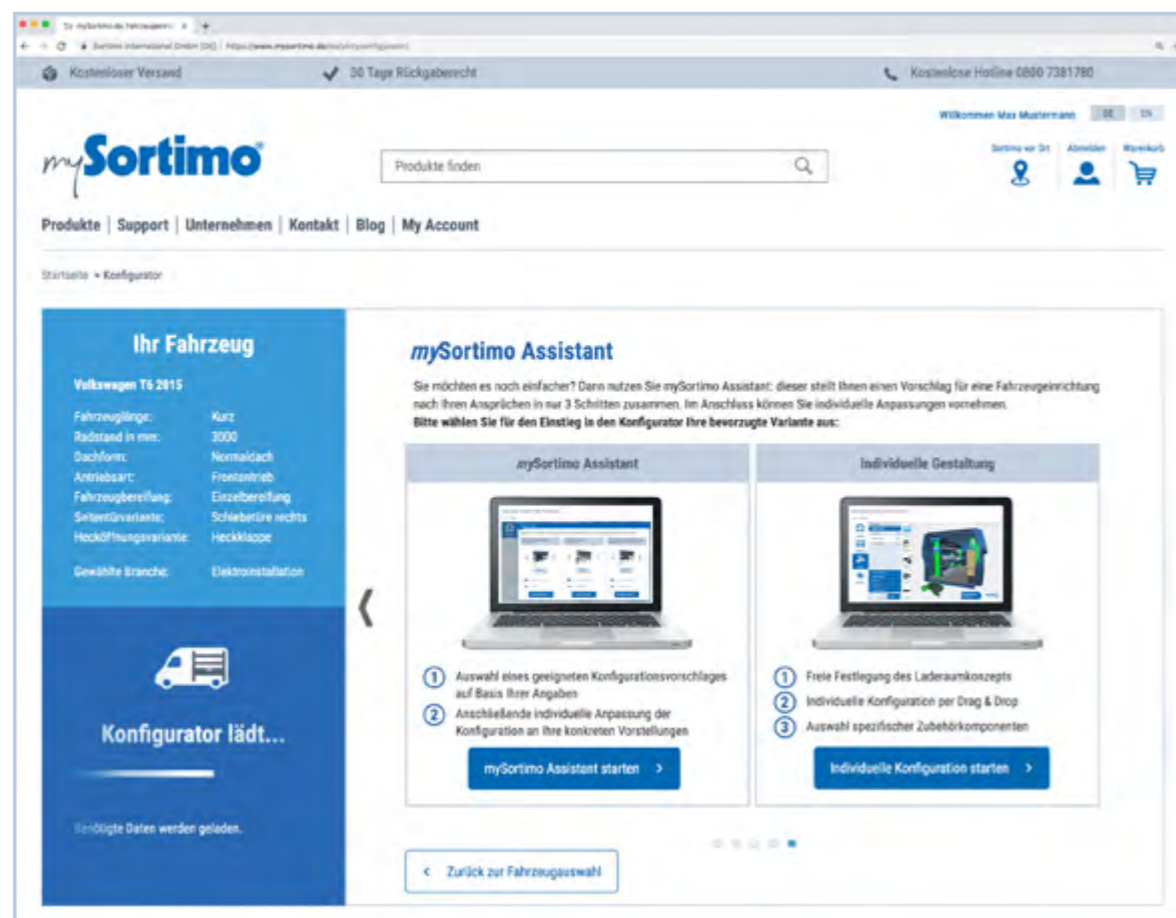 Kostenloser Versand
30 Tage Rückgaberecht
Kostenlose Hotline 0800 7381780
Willkommen Max Mustermann DE EN
mySortimo
Produkte finden
Sortimo vor Ort
Abmelden
Warenkorb
Produkte | Support | Unternehmen | Kontakt | Blog | My Account
Startseite » Konfigurator
Ihr Fahrzeug
Volkswagen T6 2015
Fahrzeuglänge: Kurz
Radstand in mm: 3000
Dachform: Normaldach
Antriebsart: Frontantrieb
Fahrzeugbereifung: Einzelbereifung
Seitentürvariante: Schiebetüre rechts
Hecköffnungsvariante: Heckklappe
Gewählte Branche: Elektroinstallation
Konfigurator lädt...
Benötigte Daten werden geladen.
mySortimo Assistant
Sie möchten es noch einfacher? Dann nutzen Sie mySortimo Assistant: dieser stellt Ihnen einen Vorschlag für eine Fahrzeugeinrichtung
nach Ihren Ansprüchen in nur 3 Schritten zusammen. Im Anschluss können Sie individuelle Anpassungen vornehmen.
Bitte wählen Sie für den Einstieg in den Konfigurator Ihre bevorzugte Variante aus:
mySortimo Assistant
1 Auswahl eines geeigneten Konfigurationsvorschlages
auf Basis Ihrer Angaben
2 Anschließende individuelle Anpassung der
Konfiguration an Ihre konkreten Vorstellungen
mySortimo Assistant starten >
Individuelle Gestaltung
1 Freie Festlegung des Laderaumkonzepts
2 Individuelle Konfiguration per Drag & Drop
3 Auswahl spezifischer Zubehörkomponenten
Individuelle Konfiguration starten >
< Zurück zur Fahrzeugauswahl